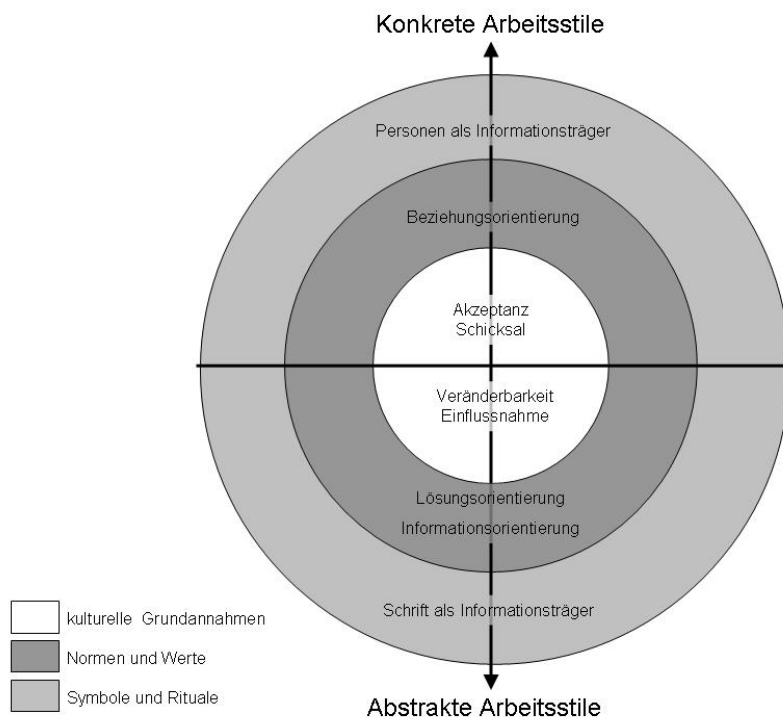 Konkrete Arbeitsstile
Personen als Informationsträger
Beziehungsorientierung
Akzeptanz
Schicksal
Veränderbarkeit
Einflussnahme
Lösungsorientierung
Informationsorientierung
Schrift als Informationsträger
Abstrakte Arbeitsstile
kulturelle Grundannahmen
Normen und Werte
Symbole und Rituale